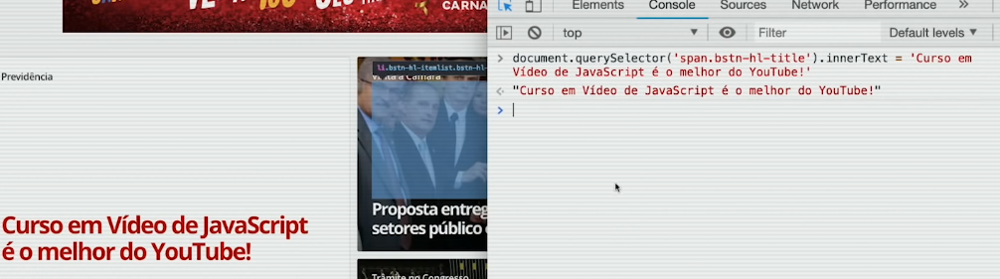 CARNA
Elements Console Sources Network Performance »
top Filter Default levels
Previdência
li.bstn-hl-itemlist.bstn-h
Visita à Câmara
Proposta entreg
setores público
Trâmite no Congresso
Curso em Vídeo de JavaScript
é o melhor do YouTube!
> document.querySelector('span.bstn-hl-title').innerText = 'Curso em
Vídeo de JavaScript é o melhor do YouTube!'
"Curso em Vídeo de JavaScript é o melhor do YouTube!"
>